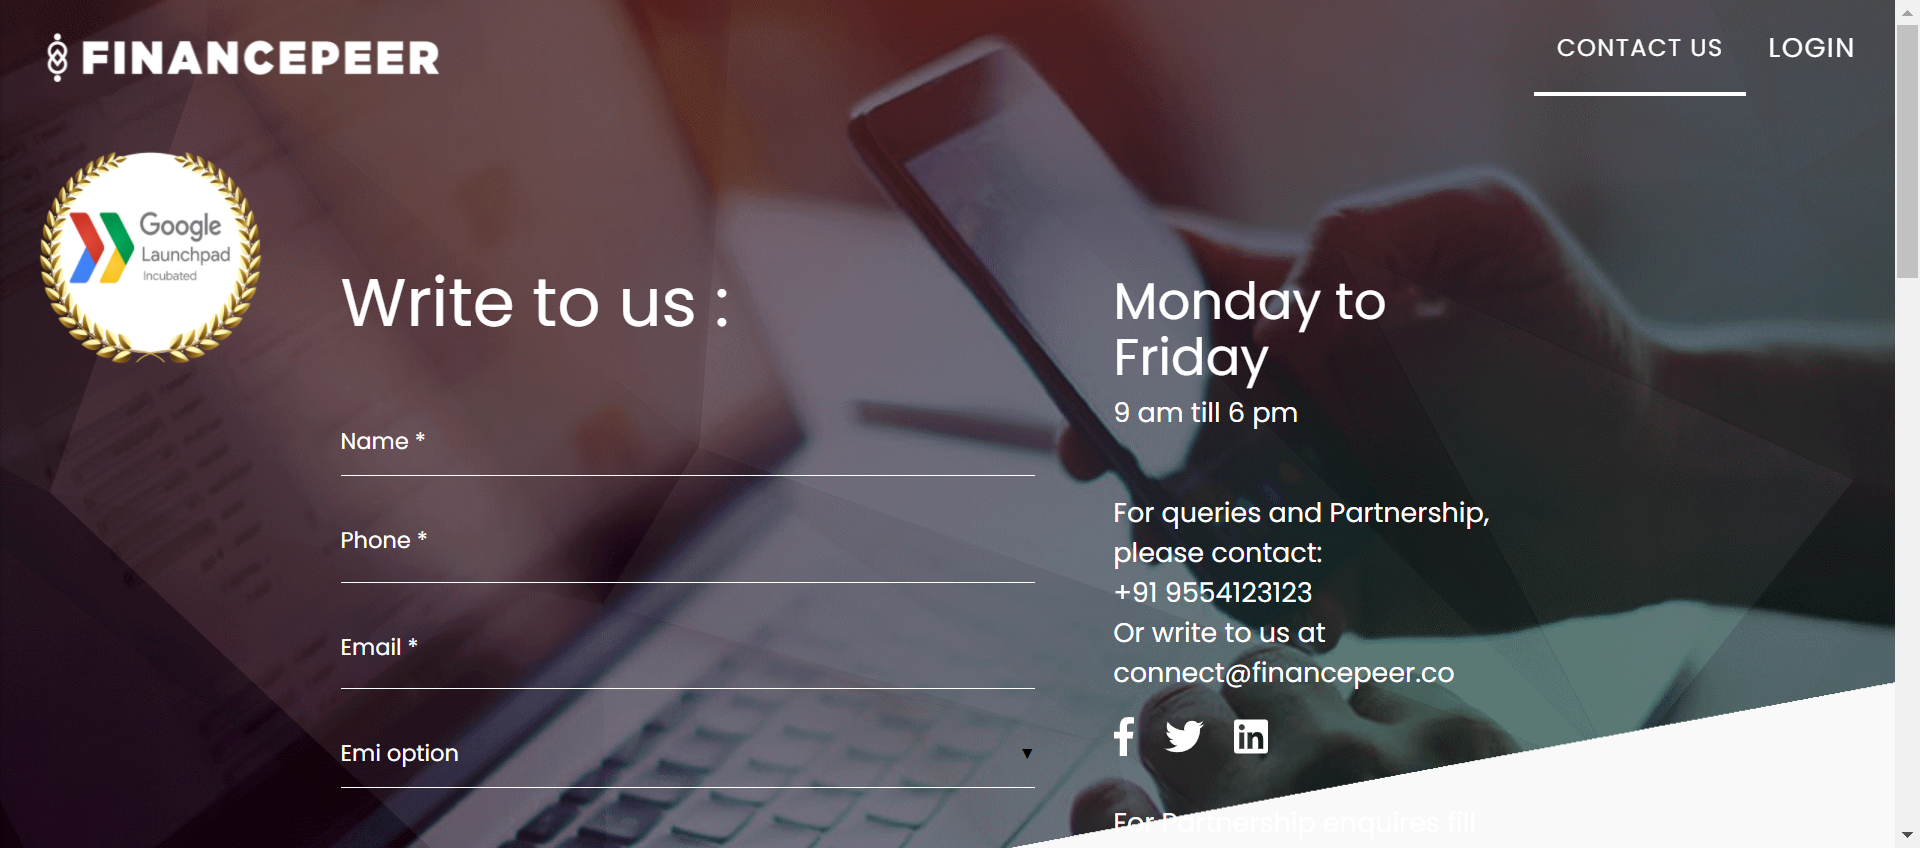 FINANCEPEER
CONTACT US
LOGIN
Google
Launchpad
Incubated
Write to us :
Name *
Phone *
Email *
Emi option
Monday to
Friday
9 am till 6 pm
For queries and Partnership,
please contact:
+91 9554123123
Or write to us at
connect@financepeer.co
For Partnership enquires fill